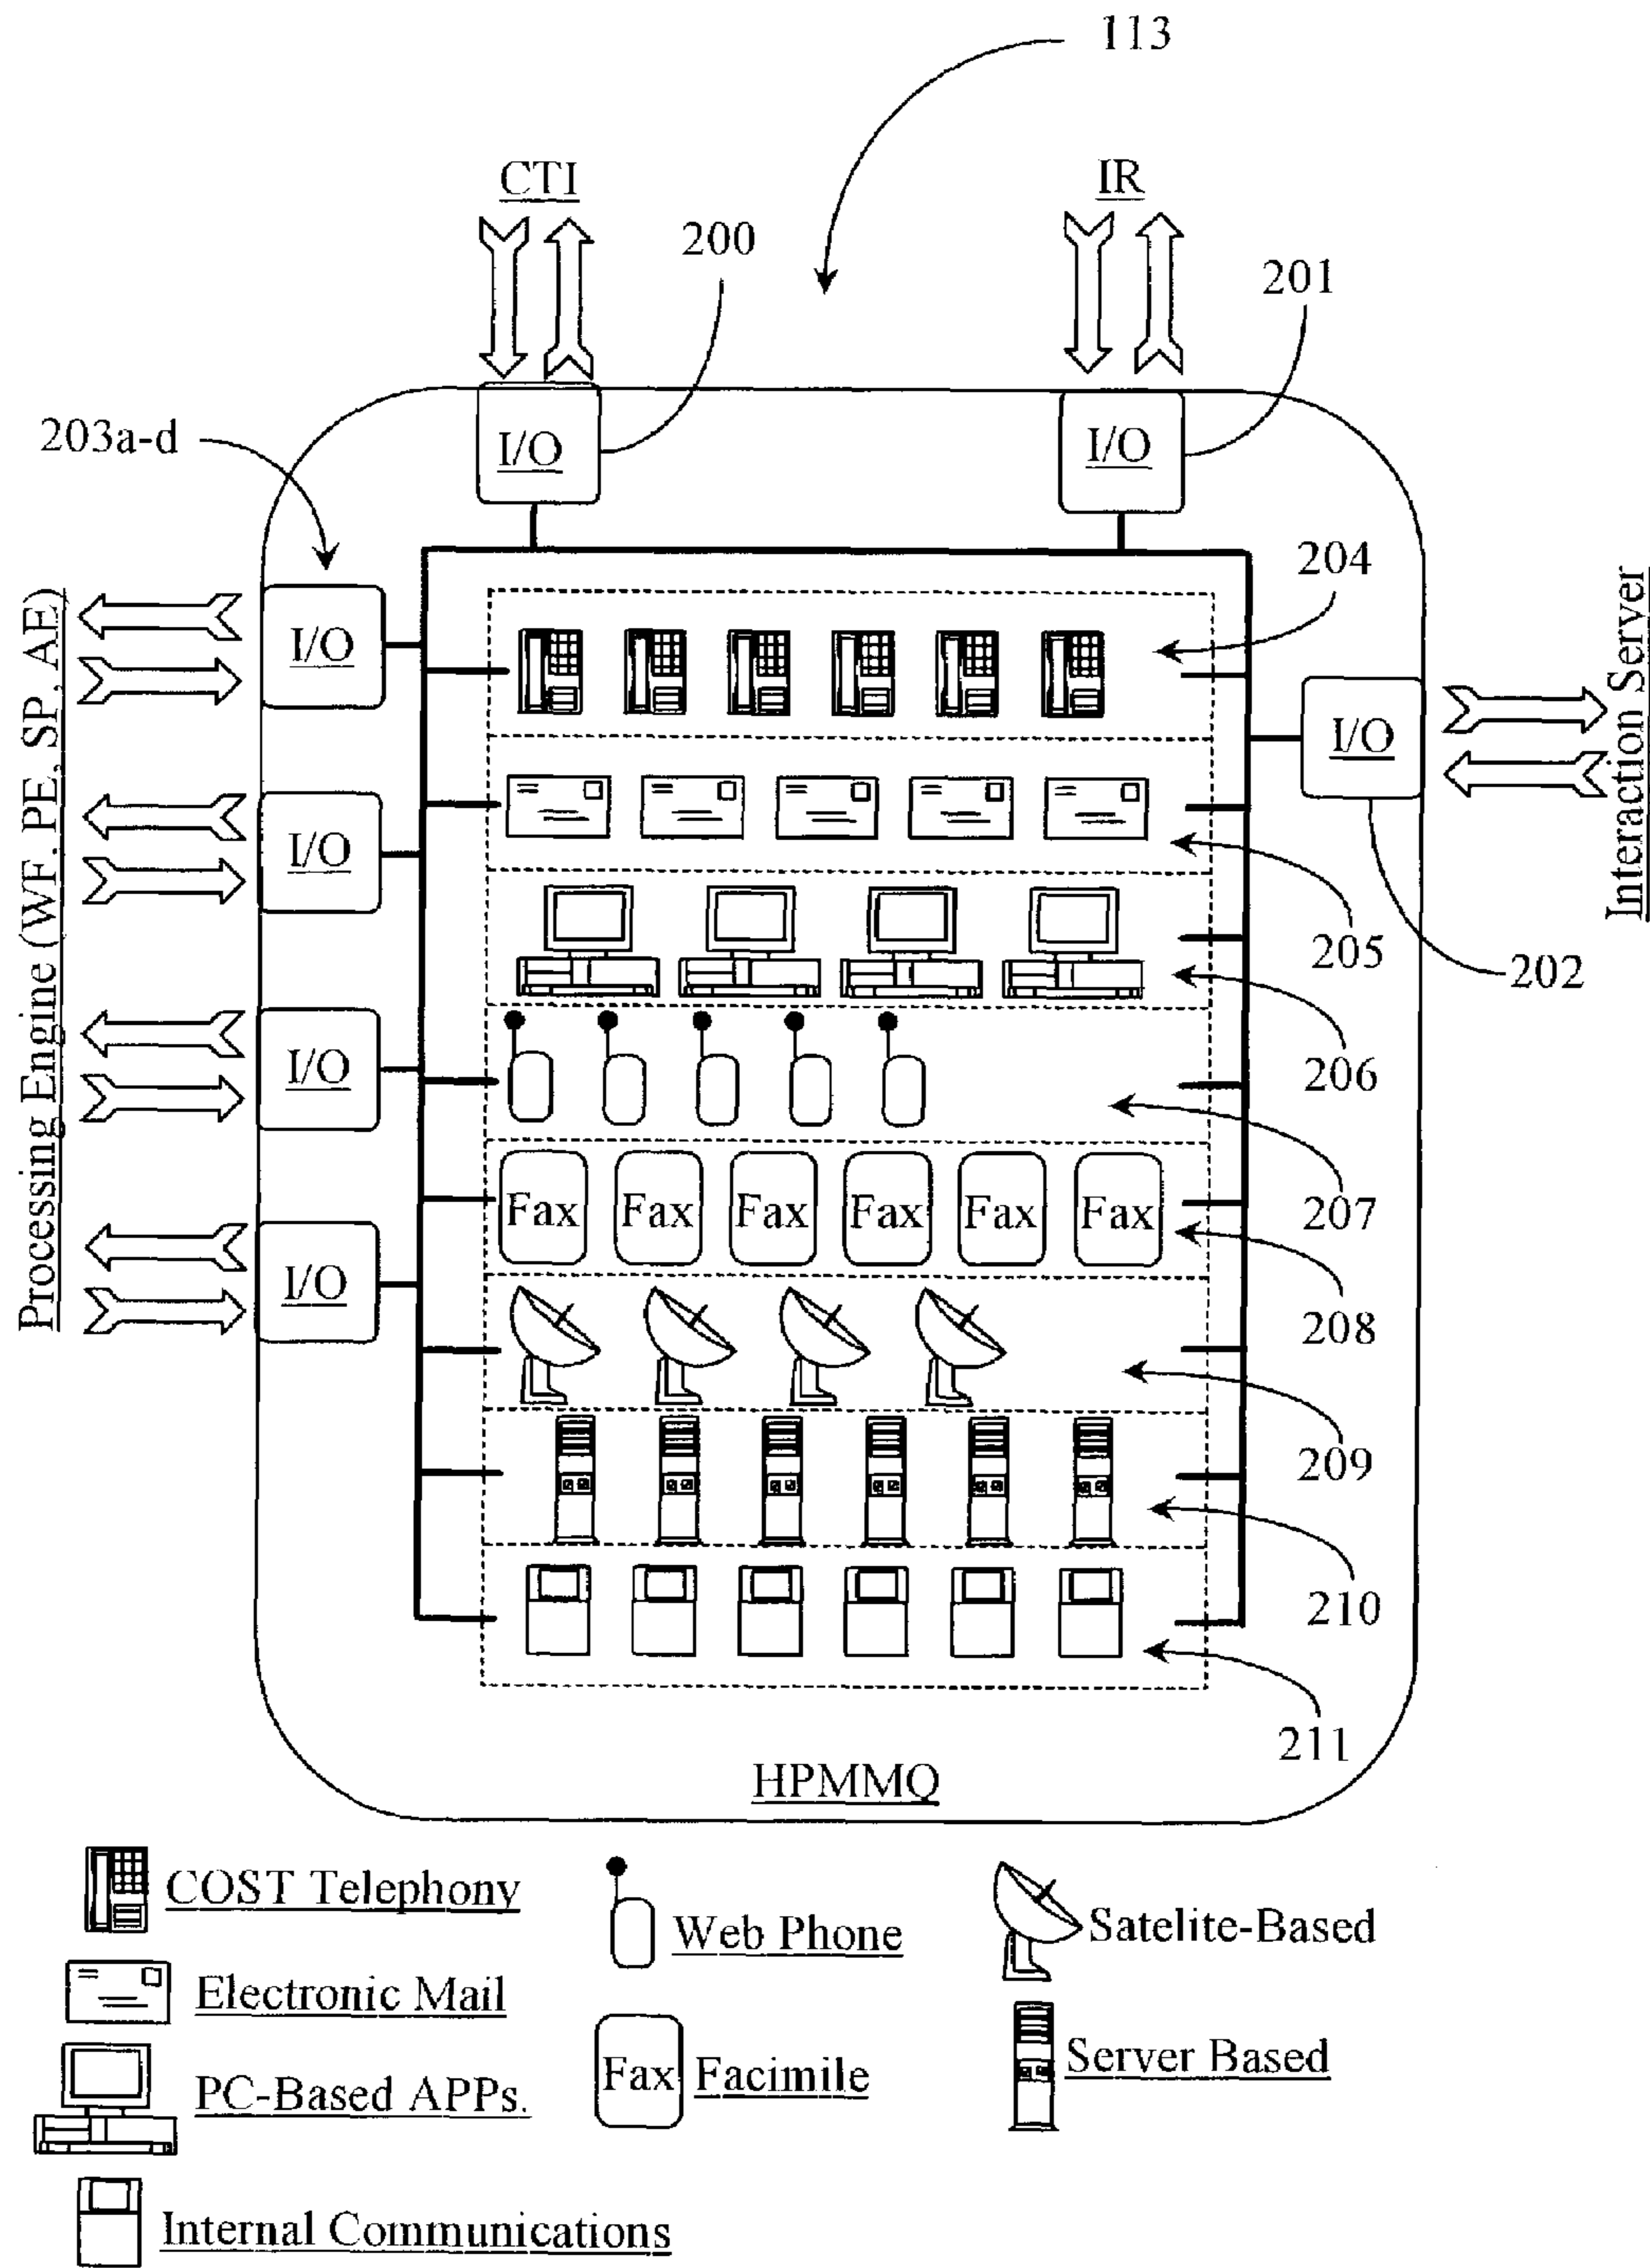 113
CTI
IR
200
201
I/O
I/O
203a-d
204
I/O
Processing Engine (WF, PE, SP, AE)
Interaction Server
I/O
I/O
205
202
I/O
206
Fax Fax Fax Fax Fax Fax
207
I/O
208
209
210
211
HPMMQ
COST Telephony
Web Phone
Satelite-Based
Electronic Mail
Server Based
PC-Based APPs.
Fax Facimile
Internal Communications